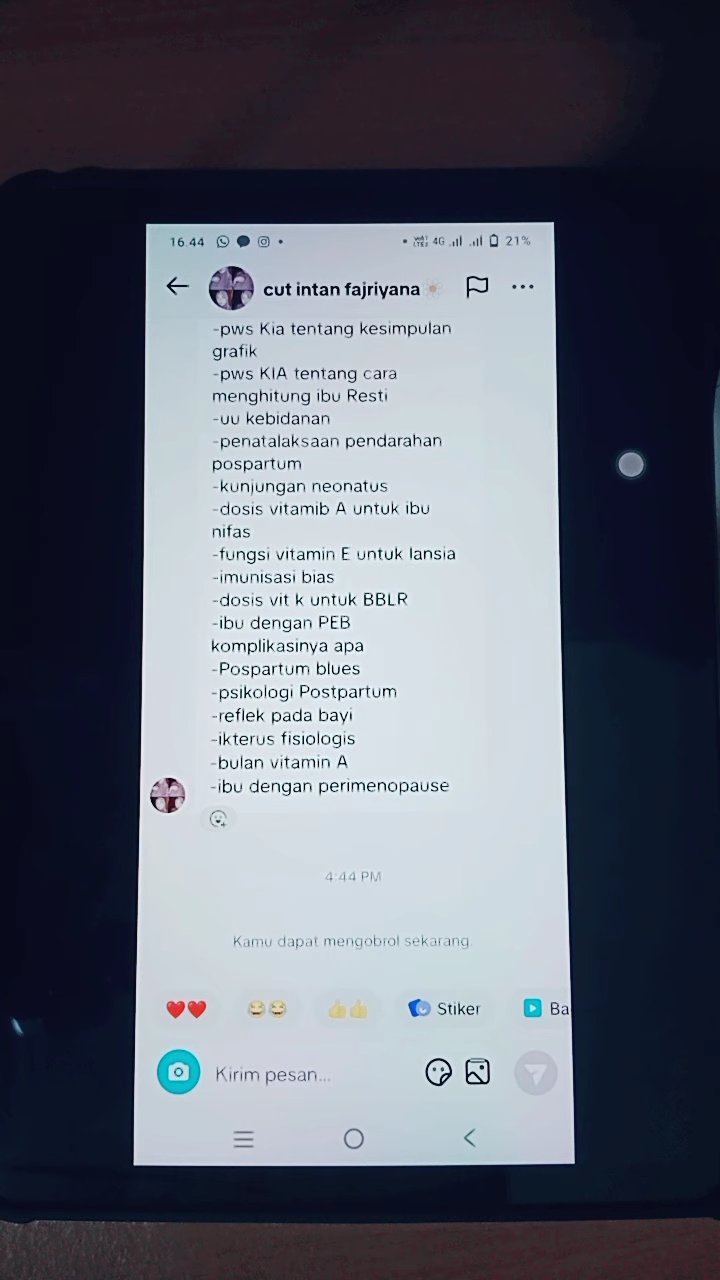 16.44
4G
21%
cut intan fajriyana
-pws Kia tentang kesimpulan
grafik
-pws KIA tentang cara
menghitung ibu Resti
-uu kebidanan
-penatalaksaan pendarahan
pospartum
-kunjungan neonatus
-dosis vitamib A untuk ibu
nifas
-fungsi vitamin E untuk lansia
-imunisasi bias
-dosis vit k untuk BBLR
-ibu dengan PEB
komplikasinya apa
-Pospartum blues
-psikologi Postpartum
-reflek pada bayi
-ikterus fisiologis
-bulan vitamin A
-ibu dengan perimenopause
4:44 PM
Kamu dapat mengobrol sekarang.
Stiker
Ba
Kirim pesan...